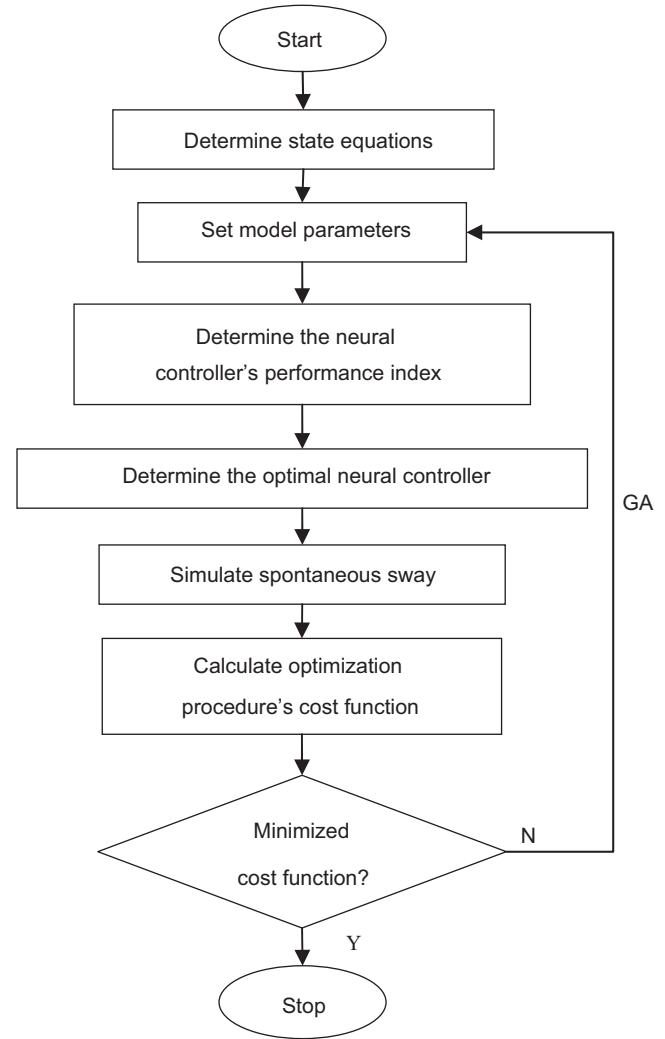 Start
Determine state equations
Set model parameters
Determine the neural
controller's performance index
Determine the optimal neural controller
GA
Simulate spontaneous sway
Calculate optimization
procedure's cost function
Minimized
cost function?
N
Y
Stop